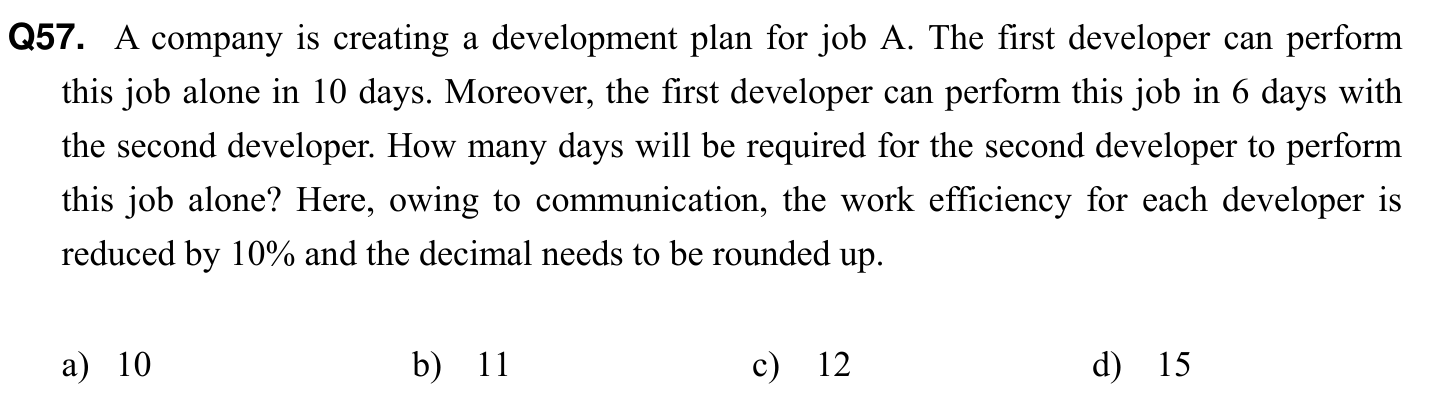 Q57. A company is creating a development plan for job A. The first developer can perform
this job alone in 10 days. Moreover, the first developer can perform this job in 6 days with
the second developer. How many days will be required for the second developer to perform
this job alone? Here, owing to communication, the work efficiency for each developer is
reduced by 10% and the decimal needs to be rounded up.
a) 10 b) 11 c) 12 d) 15